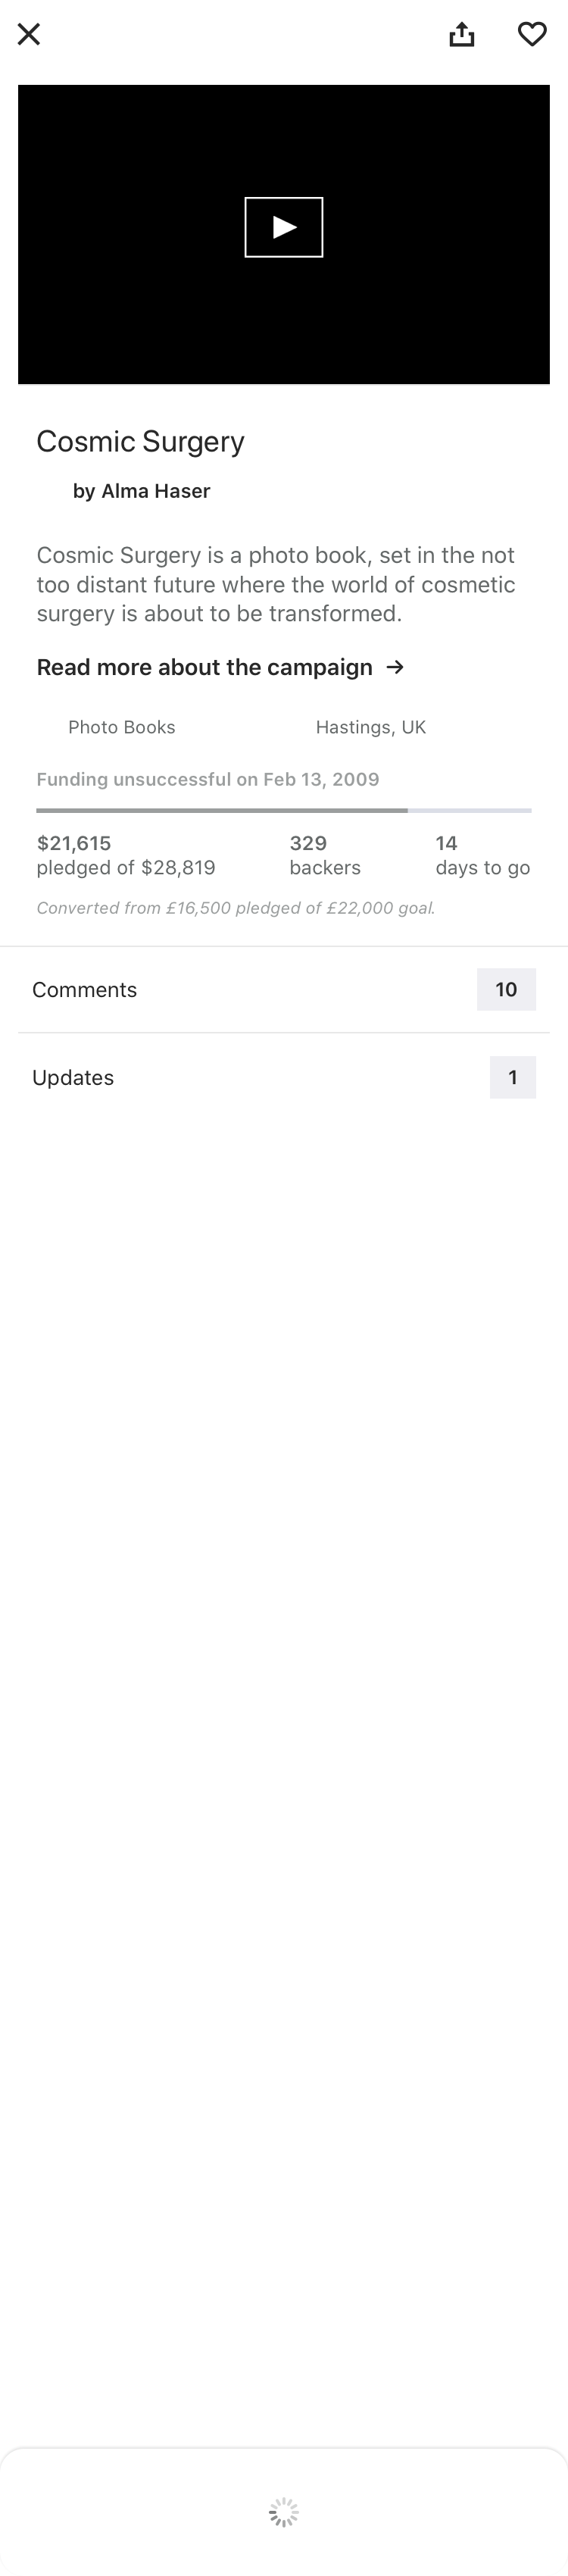 Cosmic Surgery
by Alma Haser
Cosmic Surgery is a photo book, set in the not
too distant future where the world of cosmetic
surgery is about to be transformed.
Read more about the campaign →
Photo Books
Hastings, UK
Funding unsuccessful on Feb 13, 2009
$21,615
pledged of $28,819
329
backers
14
days to go
Converted from £16,500 pledged of £22,000 goal.
Comments
10
Updates
1